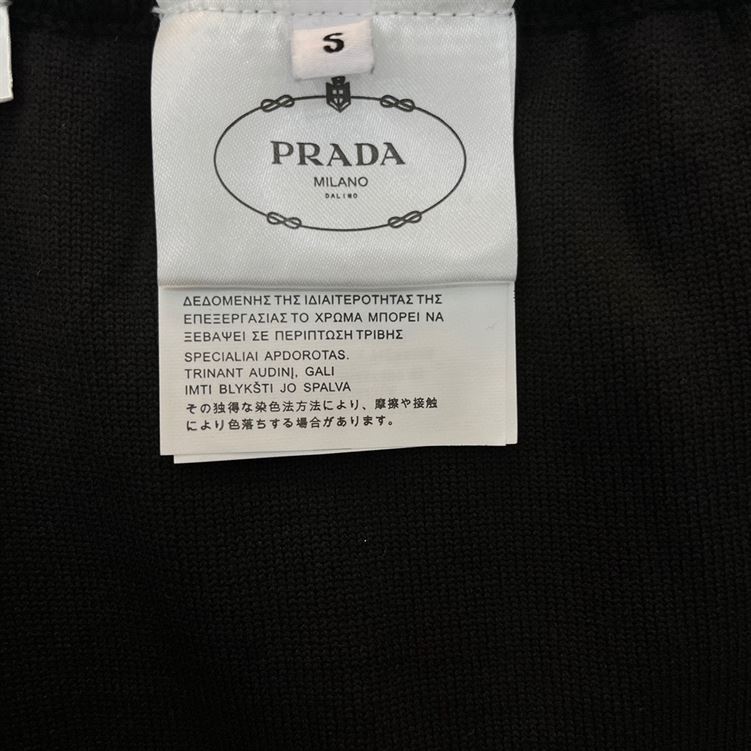 S
PRADA
MILANO
DAL 1913
ΔΕΔΟΜΕΝΗΣ ΤΗΣ ΙΔΙΑΙΤΕΡΟΤΗΤΑΣ ΤΗΣ
ΕΠΕΞΕΡΓΑΣΙΑΣ ΤΟ ΧΡΩΜΑ ΜΠΟΡΕΙ ΝΑ
ΞΕΒΑΨΕΙ ΣΕ ΠΕΡΙΠΤΩΣΗ ΤΡΙΒΗΣ
SPECIALIAI APDOROTAS.
TRINANT AUDINĮ, GALI
IMTI BLYKŠTI JO SPALVA
その独得な染色法方法により、摩擦や接触
により色落ちする場合があります。